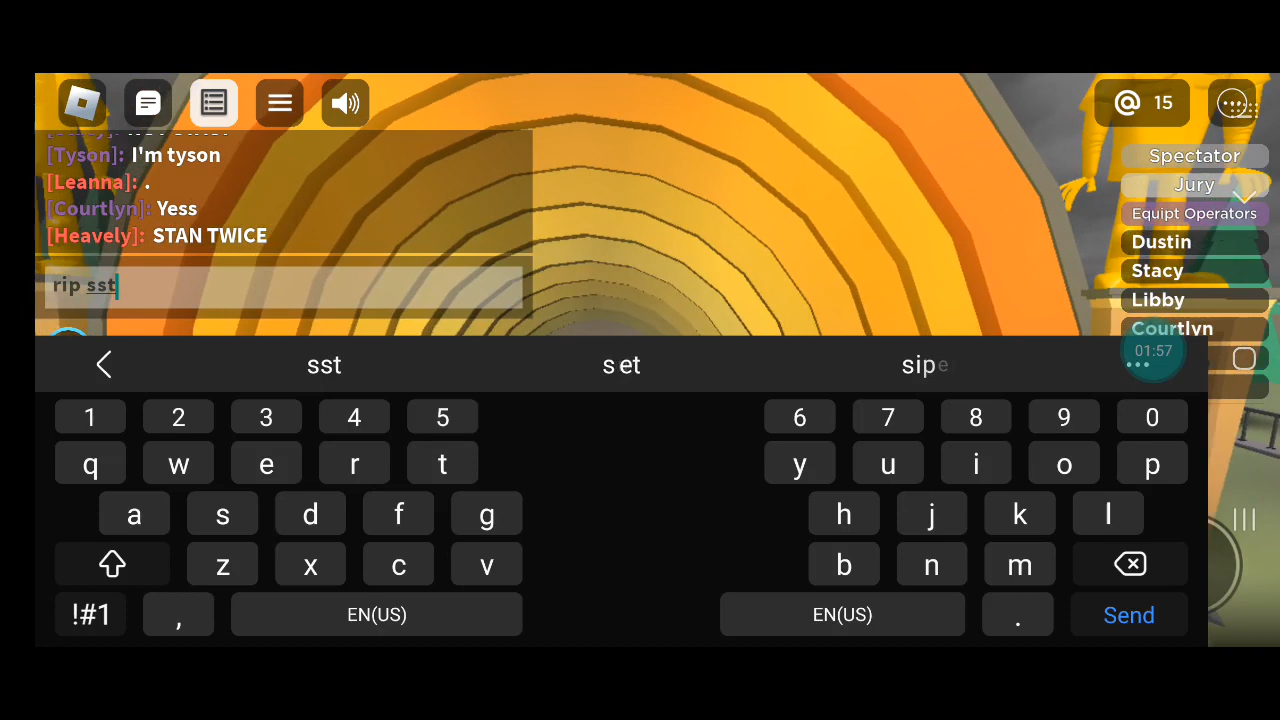 @ 15
[Tyson]: I'm tyson
[Leanna]: .
[Courtlyn]: Yess
[Heavely]: STAN TWICE
rip sst
Spectator
Jury
Equipt Operators
Dustin
Stacy
Libby
Courtlyn
01:57
sst set sipe
1 2 3 4 5 6 7 8 9 0
q w e r t y u i o p
a s d f g h j k l
z x c v b n m
!#1 , EN(US) EN(US) . Send